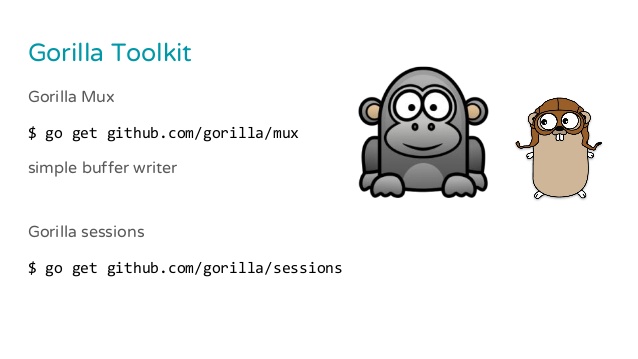 Gorilla Toolkit
Gorilla Mux
$ go get github.com/gorilla/mux
simple buffer writer
Gorilla sessions
$ go get github.com/gorilla/sessions